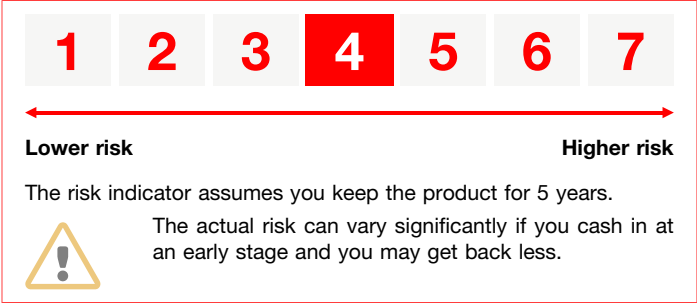 1 2 3 4 5 6 7
Lower risk Higher risk
The risk indicator assumes you keep the product for 5 years.
The actual risk can vary significantly if you cash in at
an early stage and you may get back less.